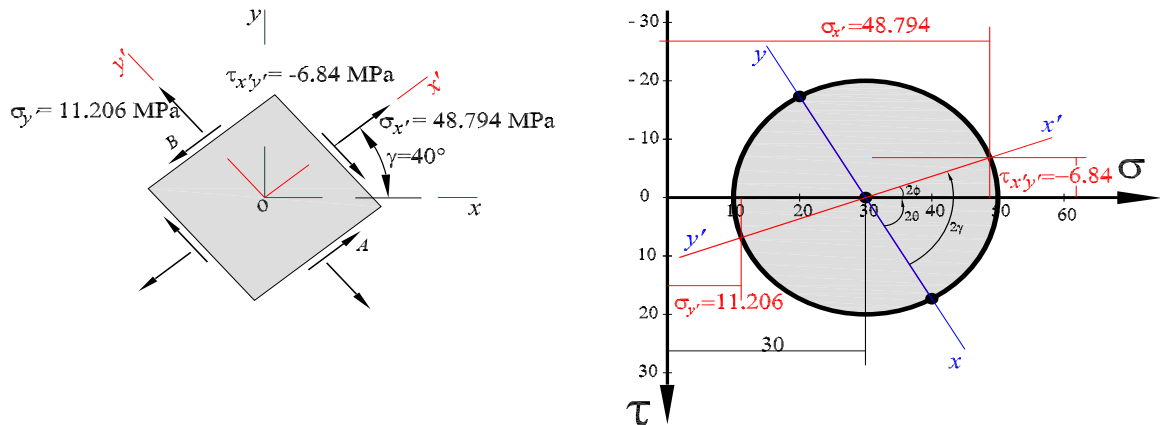 y
y'
τx'y' = -6.84 MPa
x'
σy' = 11.206 MPa
σx' = 48.794 MPa
B
γ=40°
O
x
A
- 30
σx'=48.794
y
- 20
- 10
x'
σ
τx'y'=−6.84
2ϕ
0
10
20
30
40
50
60
2θ
2γ
y'
10
σy'=11.206
20
30
x
30
τ